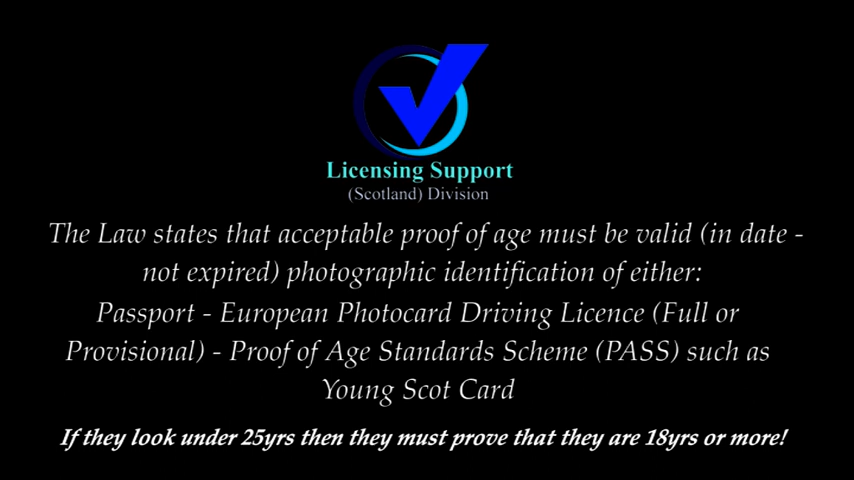 Licensing Support
(Scotland) Division
The Law states that acceptable proof of age must be valid (in date -
not expired) photographic identification of either:
Passport - European Photocard Driving Licence (Full or
Provisional) - Proof of Age Standards Scheme (PASS) such as
Young Scot Card
If they look under 25yrs then they must prove that they are 18yrs or more!